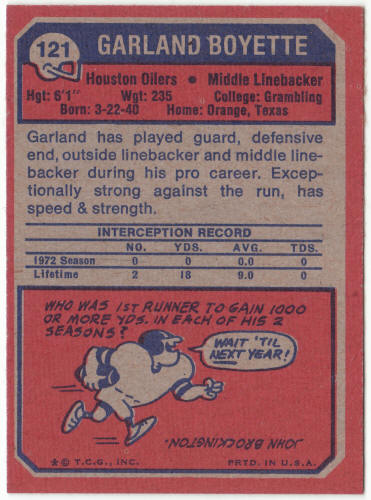 121 GARLAND BOYETTE
Houston Oilers ● Middle Linebacker
Hgt: 6'1" Wgt: 235 College: Grambling
Born: 3-22-40 Home: Orange, Texas
Garland has played guard, defensive
end, outside linebacker and middle line-
backer during his pro career. Exce-
ptionally strong against the run, has
speed & strength.
INTERCEPTION RECORD
NO. YDS. AVG. TDS.
1972 Season 0 0 0.0 0
Lifetime 2 18 9.0 0
WHO WAS 1ST RUNNER TO GAIN 1000
OR MORE YDS. IN EACH OF HIS 2
SEASONS?
WAIT 'TIL
NEXT YEAR!
JOHN BROCKINGTON.
* © T.C.G., INC. PRTD. IN U.S.A.